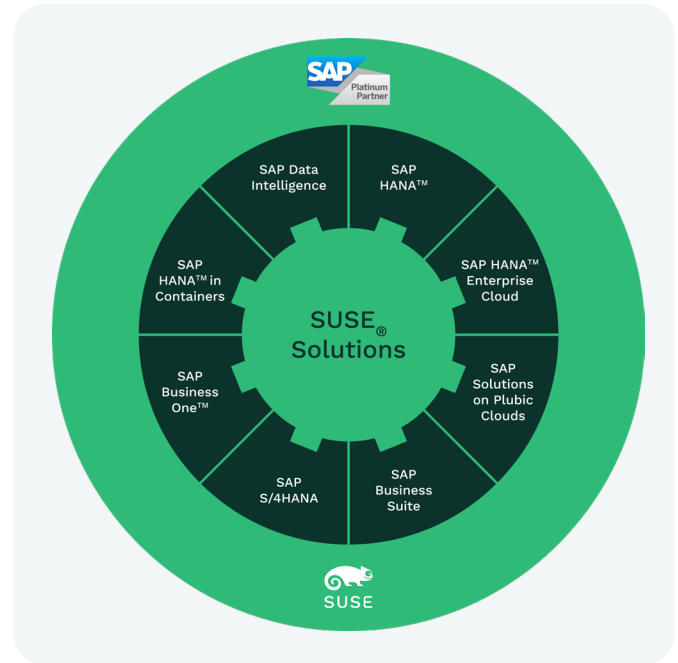 SAP
Platinum
Partner
SAP Data
Intelligence
SAP
HANA™
SAP HANA™
Enterprise
Cloud
SAP
Solutions
on Plubic
Clouds
SAP
Business
Suite
SAP
S/4HANA
SAP
Business
One™
SAP
HANA™ in
Containers
SUSE®
Solutions
SUSE